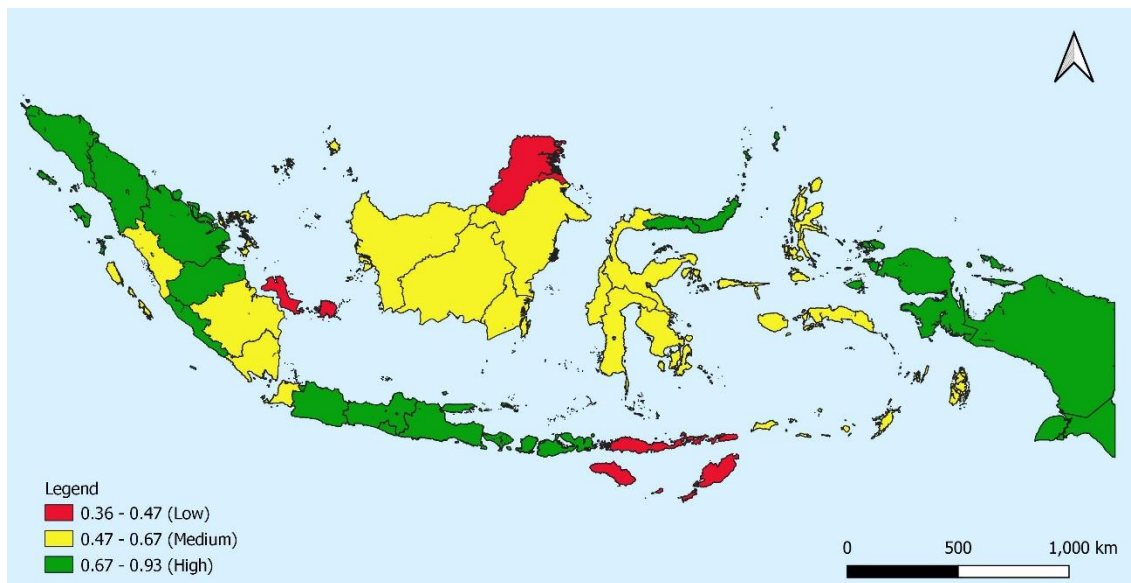 Legend
0.36 - 0.47 (Low)
0.47 - 0.67 (Medium)
0.67 - 0.93 (High)
0 500 1,000 km